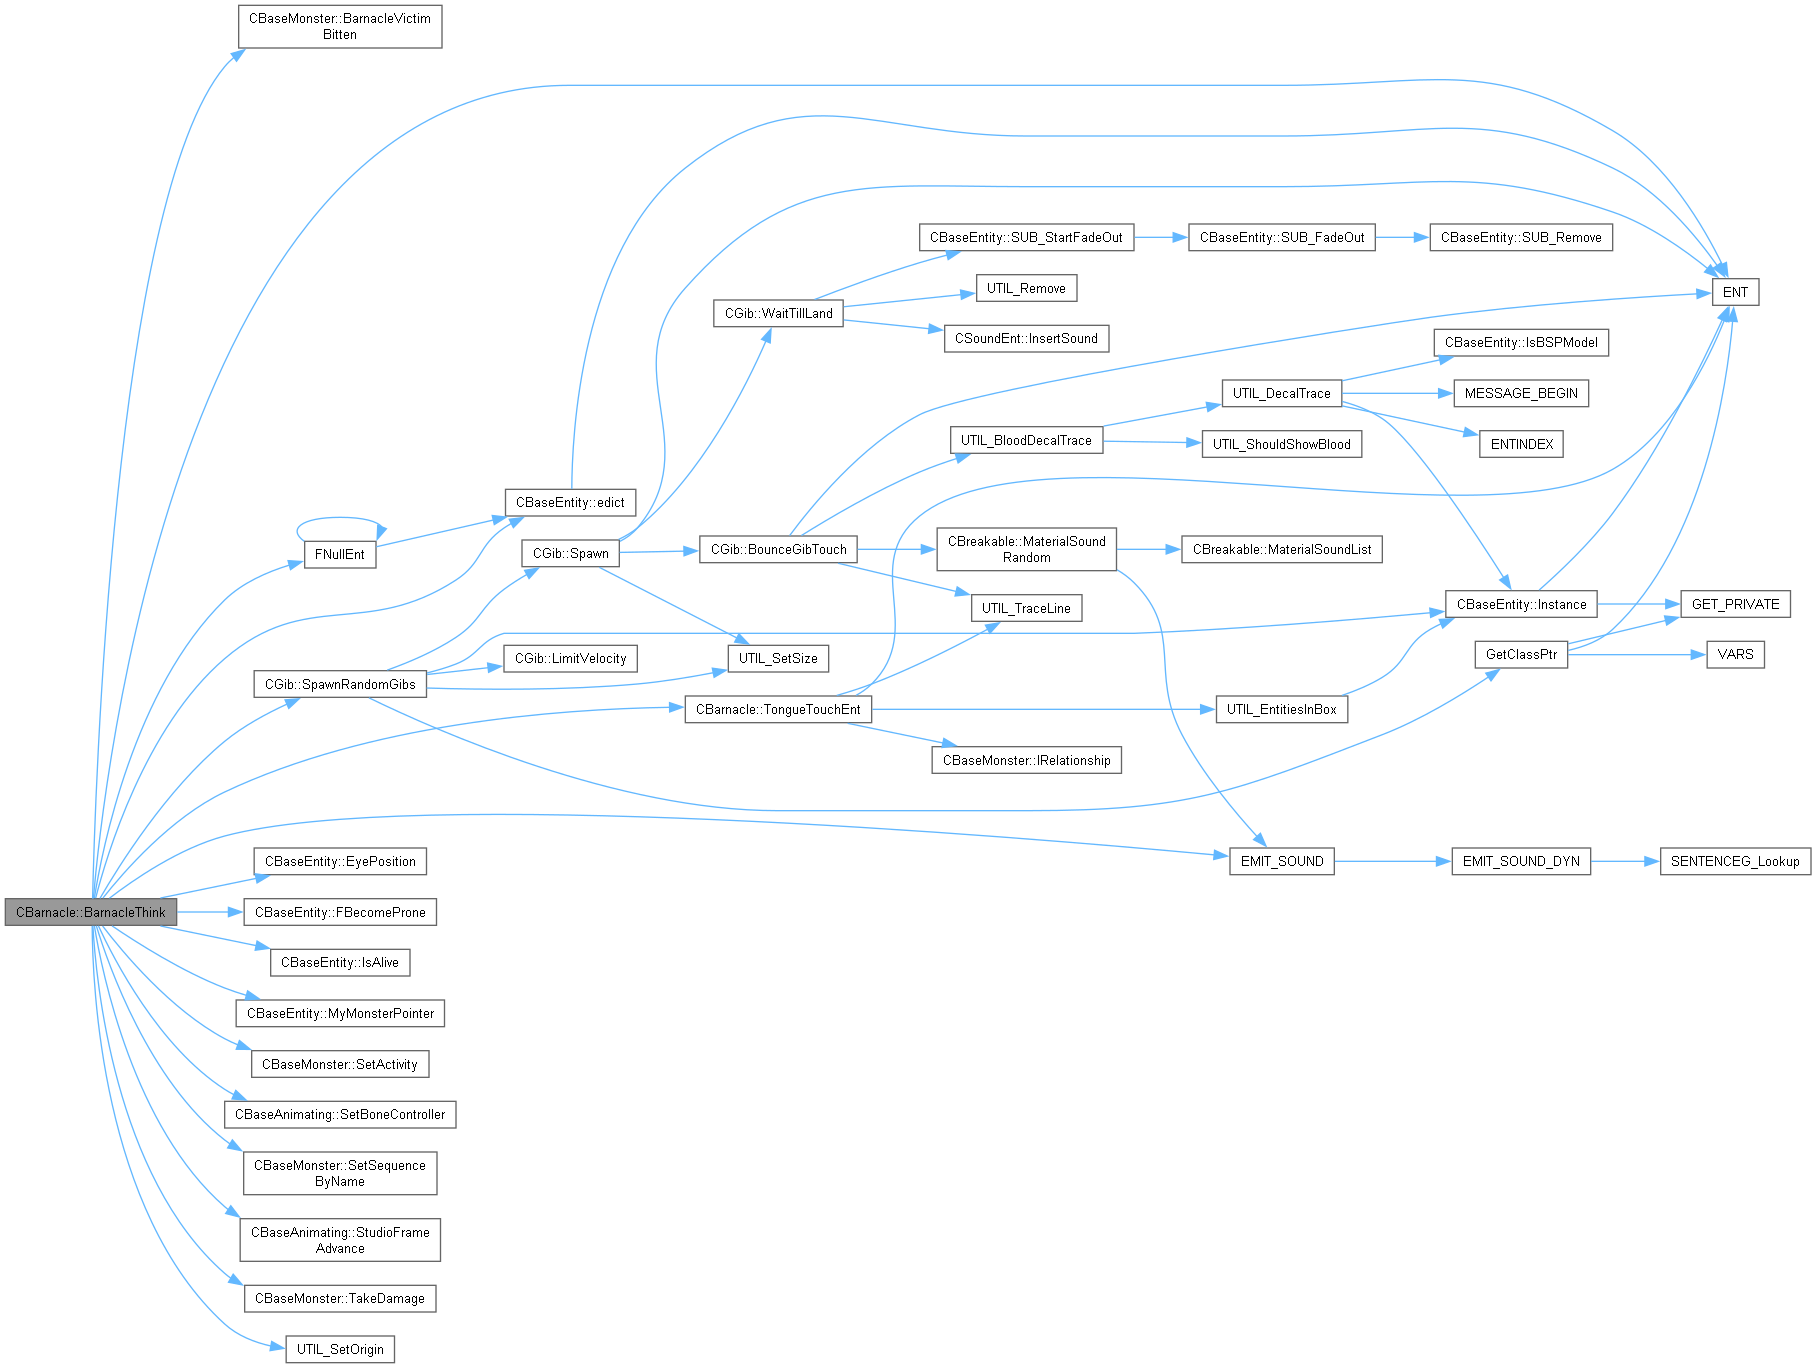 CBaseMonster::BarnacleVictim
Bitten
CBaseEntity::SUB_StartFadeOut
CBaseEntity::SUB_FadeOut
CBaseEntity::SUB_Remove
UTIL_Remove
ENT
CGib::WaitTillLand
CSoundEnt::InsertSound
CBaseEntity::IsBSPModel
UTIL_DecalTrace
MESSAGE_BEGIN
UTIL_BloodDecalTrace
UTIL_ShouldShowBlood
ENTINDEX
CBaseEntity::edict
FNullEnt
CGib::Spawn
CGib::BounceGibTouch
CBreakable::MaterialSound
Random
CBreakable::MaterialSoundList
UTIL_TraceLine
CBaseEntity::Instance
GET_PRIVATE
CGib::LimitVelocity
UTIL_SetSize
GetClassPtr
VARS
CGib::SpawnRandomGibs
CBarnacle::TongueTouchEnt
UTIL_EntitiesInBox
CBaseMonster::IRelationship
CBaseEntity::EyePosition
EMIT_SOUND
EMIT_SOUND_DYN
SENTENCEG_Lookup
CBarnacle::BarnacleThink
CBaseEntity::FBecomeProne
CBaseEntity::IsAlive
CBaseEntity::MyMonsterPointer
CBaseMonster::SetActivity
CBaseAnimating::SetBoneController
CBaseMonster::SetSequence
ByName
CBaseAnimating::StudioFrame
Advance
CBaseMonster::TakeDamage
UTIL_SetOrigin